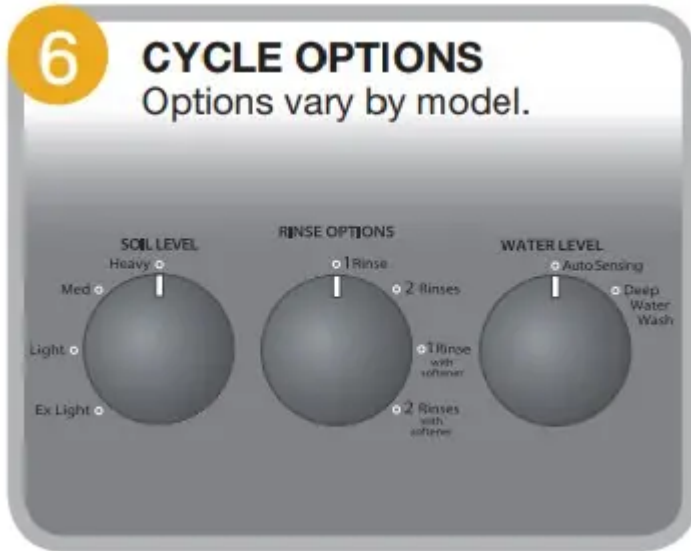 6
CYCLE OPTIONS
Options vary by model.
SOIL LEVEL
Heavy
Med
Light
Ex Light
RINSE OPTIONS
1 Rinse
2 Rinses
1 Rinse
with
softener
2 Rinses
with
softener
WATER LEVEL
Auto Sensing
Deep
Water
Wash